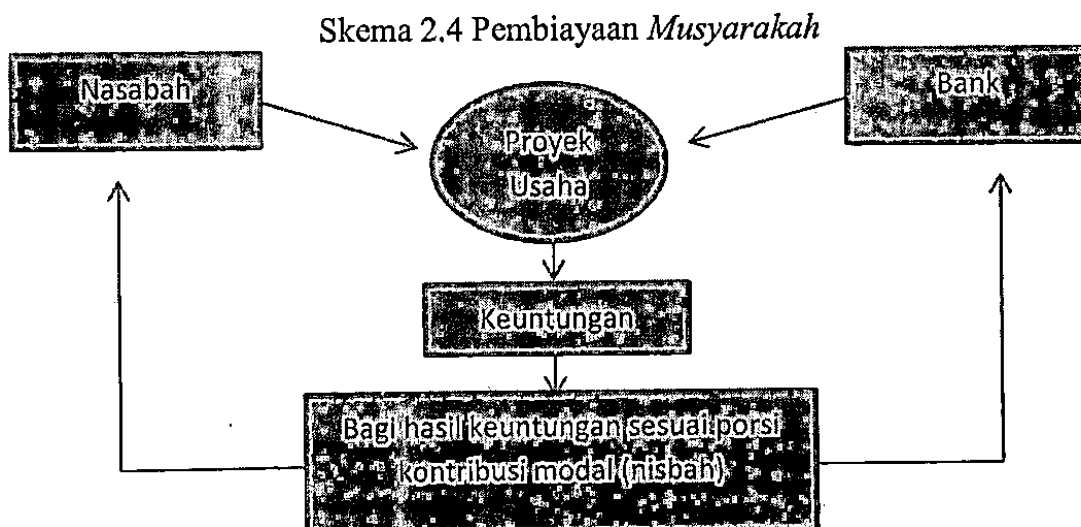 Skema 2.4 Pembiayaan Musyarakah
Nasabah
Bank
Proyek
Usaha
Keuntungan
Bagi hasil keuntungan sesuai porsi
kontribusi modal (nisbah)